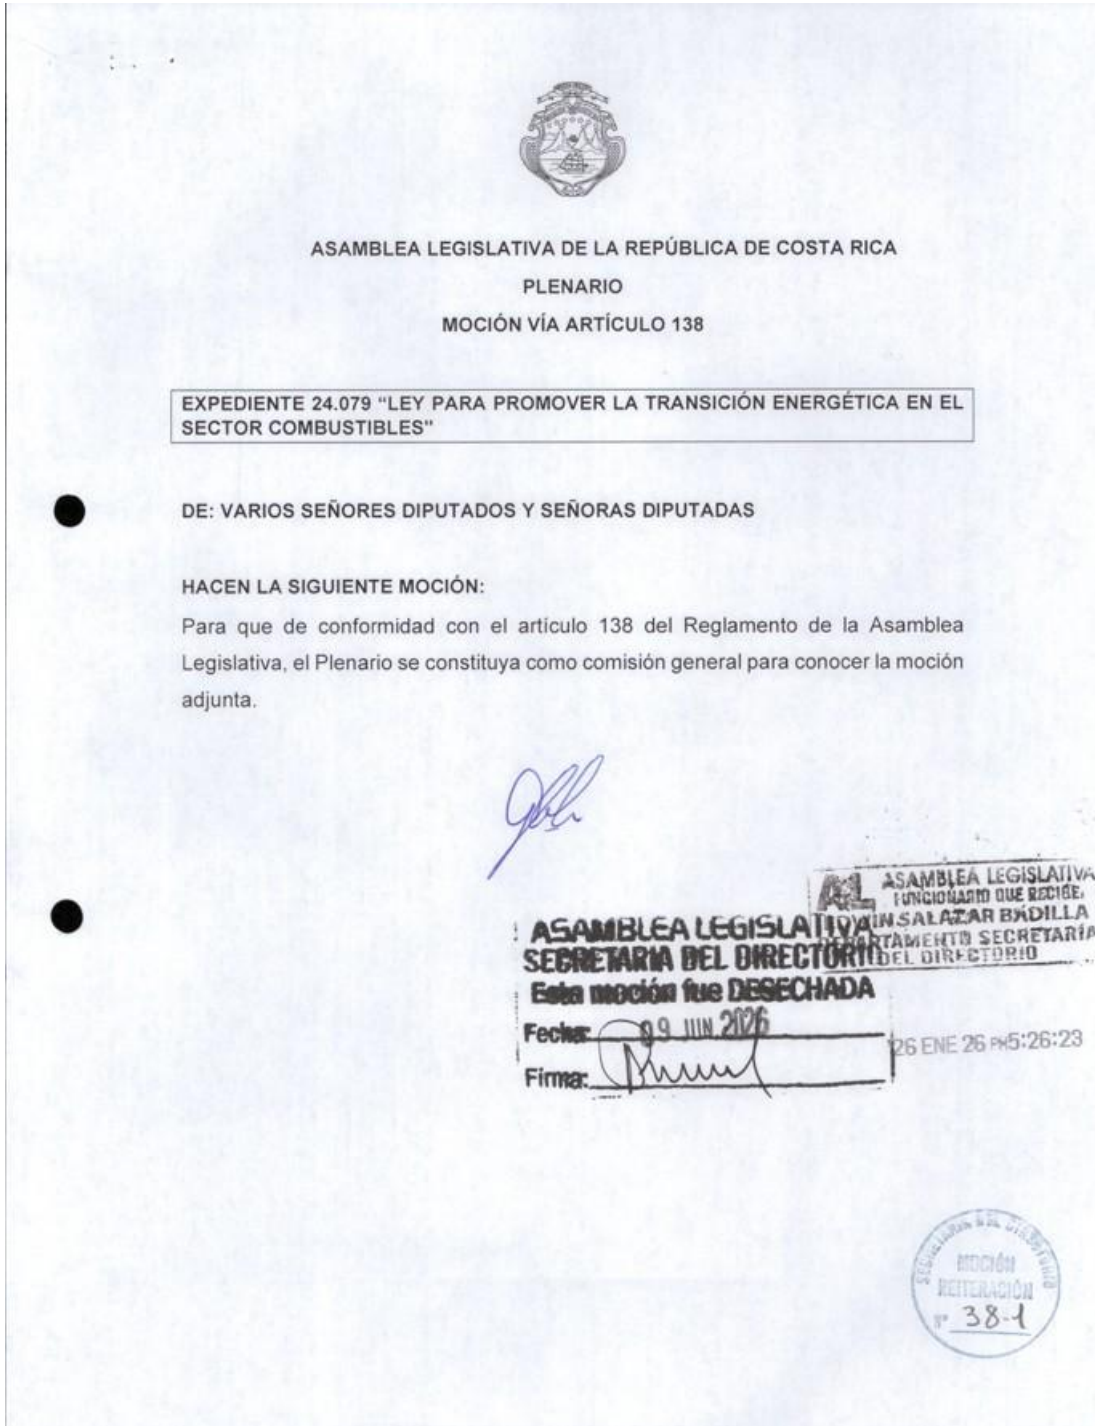 ASAMBLEA LEGISLATIVA DE LA REPÚBLICA DE COSTA RICA
PLENARIO
MOCIÓN VÍA ARTÍCULO 138
EXPEDIENTE 24.079 “LEY PARA PROMOVER LA TRANSICIÓN ENERGÉTICA EN EL
SECTOR COMBUSTIBLES”
DE: VARIOS SEÑORES DIPUTADOS Y SEÑORAS DIPUTADAS
HACEN LA SIGUIENTE MOCIÓN:
Para que de conformidad con el artículo 138 del Reglamento de la Asamblea
Legislativa, el Plenario se constituya como comisión general para conocer la moción
adjunta.
AL ASAMBLEA LEGISLATIVA
FUNCIONARIO QUE RECIBE:
SALAZAR BADILLA
DEPARTAMENTO SECRETARÍA
DEL DIRECTORIO
ASAMBLEA LEGISLATIVA
SECRETARIA DEL DIRECTORIO
Esta moción fue DESECHADA
Fecha: 09 JUN 2026
Firma:
26 ENE 26 PM5:26:23
SECRETARIA DEL DIRECTORIO
MOCIÓN
REITERACIÓN
Nº 38-1